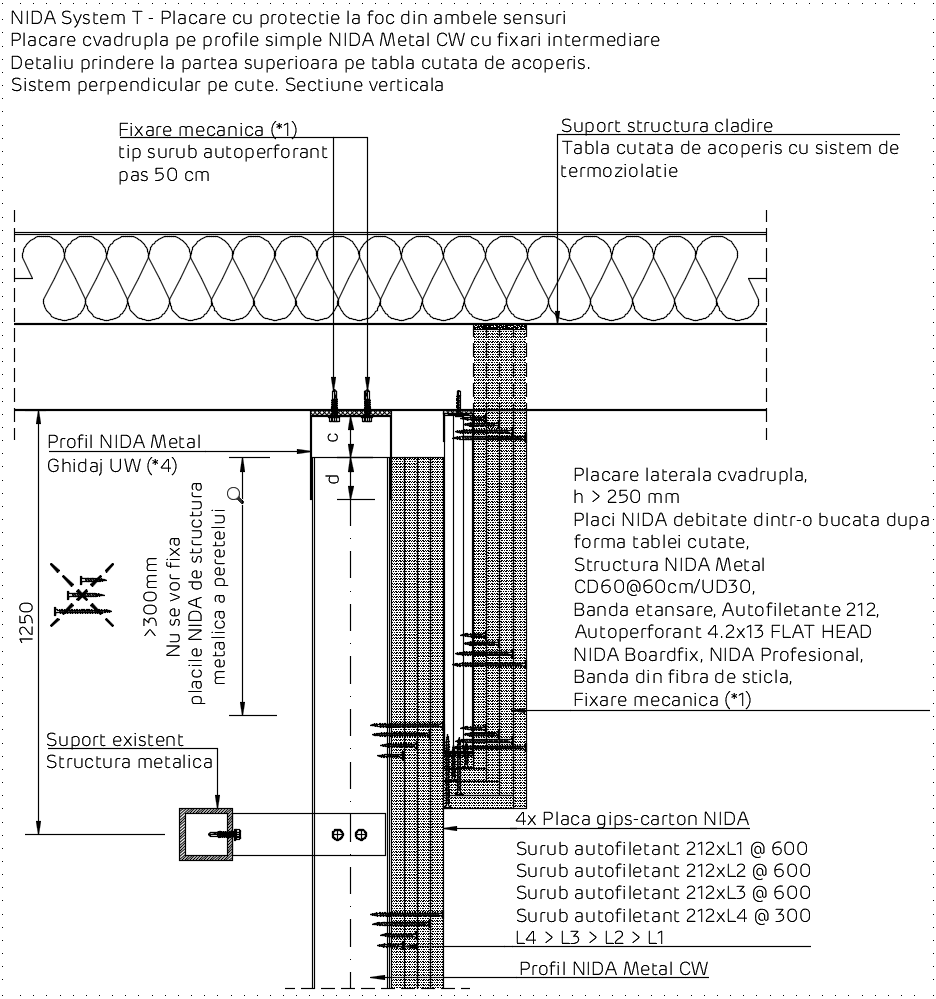 NIDA System T - Placare cu protectie la foc din ambele sensuri
Placare cvadrupla pe profile simple NIDA Metal CW cu fixari intermediare
Detaliu prindere la partea superioara pe tabla cutata de acoperis.
Sistem perpendicular pe cute. Sectiune verticala
Fixare mecanica (*1)
tip surub autoperforant
pas 50 cm
Suport structura cladire
Tabla cutata de acoperis cu sistem de
termoziolatie
Profil NIDA Metal
Ghidaj UW (*4)
c
d
1250
>300mm
Nu se vor fixa
placile NIDA de structura
metalica a peretelui
Placare laterala cvadrupla,
h > 250 mm
Placi NIDA debitate dintr-o bucata dupa
forma tablei cutate,
Structura NIDA Metal
CD60@60cm/UD30,
Banda etansare, Autofiletante 212,
Autoperforant 4.2x13 FLAT HEAD
NIDA Boardfix, NIDA Profesional,
Banda din fibra de sticla,
Fixare mecanica (*1)
Suport existent
Structura metalica
4x Placa gips-carton NIDA
Surub autofiletant 212xL1 @ 600
Surub autofiletant 212xL2 @ 600
Surub autofiletant 212xL3 @ 600
Surub autofiletant 212xL4 @ 300
L4 > L3 > L2 > L1
Profil NIDA Metal CW